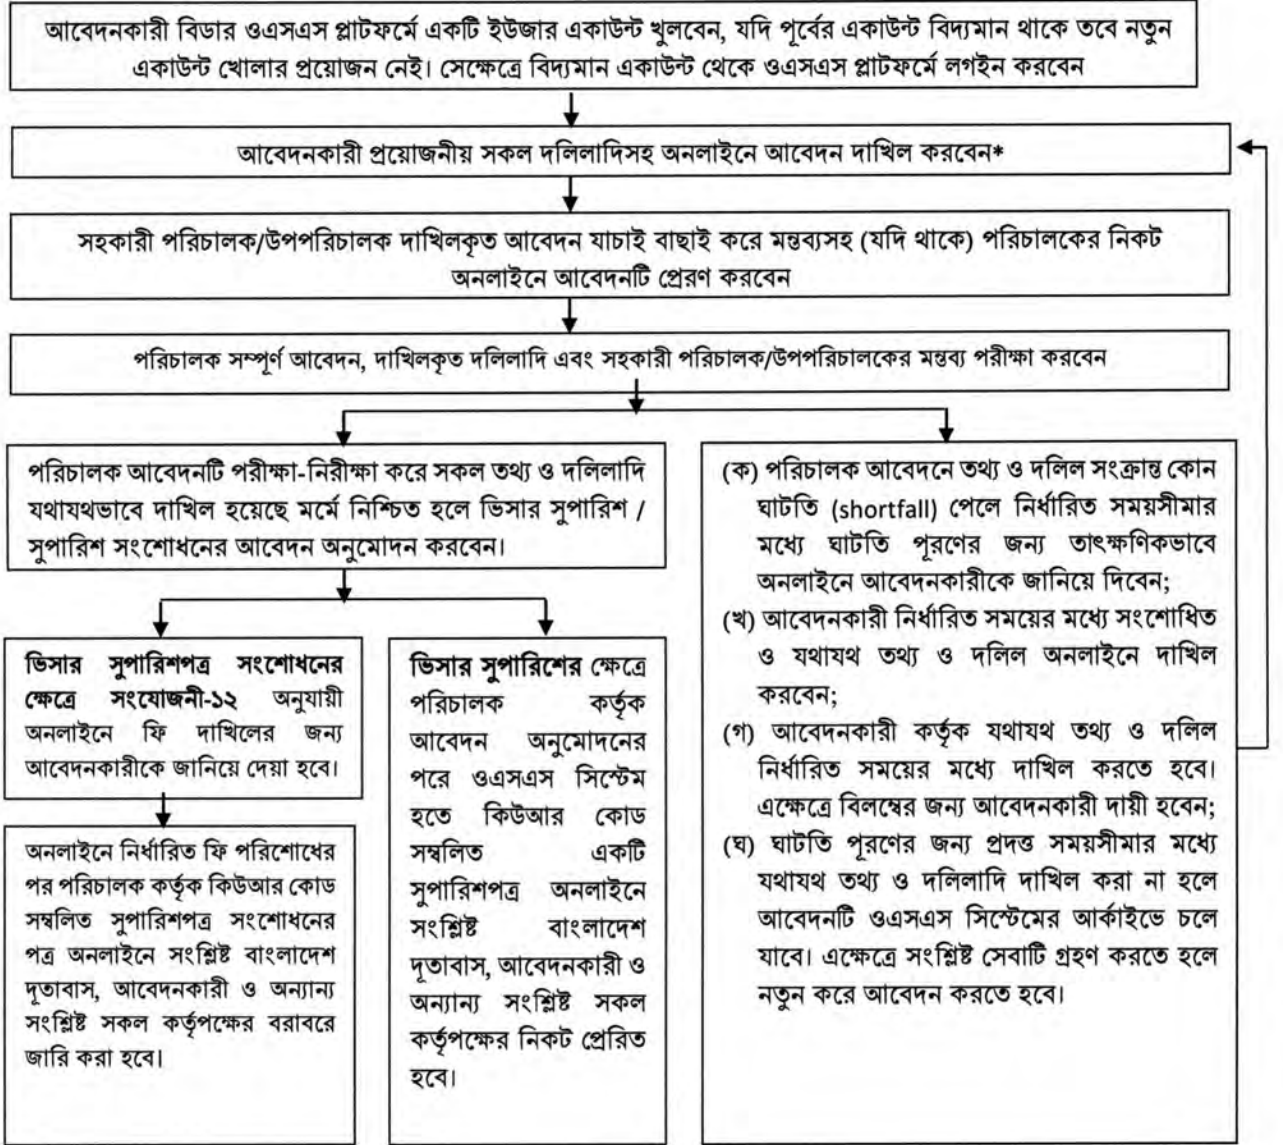 আবেদনকারী বিডার ওএসএস প্লাটফর্মে একটি ইউজার একাউন্ট খুলবেন, যদি পূর্বের একাউন্ট বিদ্যমান থাকে তবে নতুন
একাউন্ট খোলার প্রয়োজন নেই। সেক্ষেত্রে বিদ্যমান একাউন্ট থেকে ওএসএস প্লাটফর্মে লগইন করবেন
আবেদনকারী প্রয়োজনীয় সকল দলিলাদিসহ অনলাইনে আবেদন দাখিল করবেন*
সহকারী পরিচালক/উপপরিচালক দাখিলকৃত আবেদন যাচাই বাছাই করে মন্তব্যসহ (যদি থাকে) পরিচালকের নিকট
অনলাইনে আবেদনটি প্রেরণ করবেন
পরিচালক সম্পূর্ণ আবেদন, দাখিলকৃত দলিলাদি এবং সহকারী পরিচালক/উপপরিচালকের মন্তব্য পরীক্ষা করবেন
পরিচালক আবেদনটি পরীক্ষা-নিরীক্ষা করে সকল তথ্য ও দলিলাদি
যথাযথভাবে দাখিল হয়েছে মর্মে নিশ্চিত হলে ভিসার সুপারিশ /
সুপারিশ সংশোধনের আবেদন অনুমোদন করবেন।
ভিসার সুপারিশপত্র সংশোধনের
ক্ষেত্রে সংযোজনী-১২ অনুযায়ী
অনলাইনে ফি দাখিলের জন্য
আবেদনকারীকে জানিয়ে দেয়া হবে।
অনলাইনে নির্ধারিত ফি পরিশোধের
পর পরিচালক কর্তৃক কিউআর কোড
সম্বলিত সুপারিশপত্র সংশোধনের
পত্র অনলাইনে সংশ্লিষ্ট বাংলাদেশ
দূতাবাস, আবেদনকারী ও অন্যান্য
সংশ্লিষ্ট সকল কর্তৃপক্ষের বরাবরে
জারি করা হবে।
ভিসার সুপারিশের ক্ষেত্রে
পরিচালক কর্তৃক
আবেদন অনুমোদনের
পরে ওএসএস সিস্টেম
হতে কিউআর কোড
সম্বলিত একটি
সুপারিশপত্র অনলাইনে
সংশ্লিষ্ট বাংলাদেশ
দূতাবাস, আবেদনকারী ও
অন্যান্য সংশ্লিষ্ট সকল
কর্তৃপক্ষের নিকট প্রেরিত
হবে।
(ক) পরিচালক আবেদনে তথ্য ও দলিল সংক্রান্ত কোন
ঘাটতি (shortfall) পেলে নির্ধারিত সময়সীমার
মধ্যে ঘাটতি পূরণের জন্য তাৎক্ষণিকভাবে
অনলাইনে আবেদনকারীকে জানিয়ে দিবেন;
(খ) আবেদনকারী নির্ধারিত সময়ের মধ্যে সংশোধিত
ও যথাযথ তথ্য ও দলিল অনলাইনে দাখিল
করবেন;
(গ) আবেদনকারী কর্তৃক যথাযথ তথ্য ও দলিল
নির্ধারিত সময়ের মধ্যে দাখিল করতে হবে।
এক্ষেত্রে বিলম্বের জন্য আবেদনকারী দায়ী হবেন;
(ঘ) ঘাটতি পূরণের জন্য প্রদত্ত সময়সীমার মধ্যে
যথাযথ তথ্য ও দলিলাদি দাখিল করা না হলে
আবেদনটি ওএসএস সিস্টেমের আর্কাইভে চলে
যাবে। এক্ষেত্রে সংশ্লিষ্ট সেবাটি গ্রহণ করতে হলে
নতুন করে আবেদন করতে হবে।